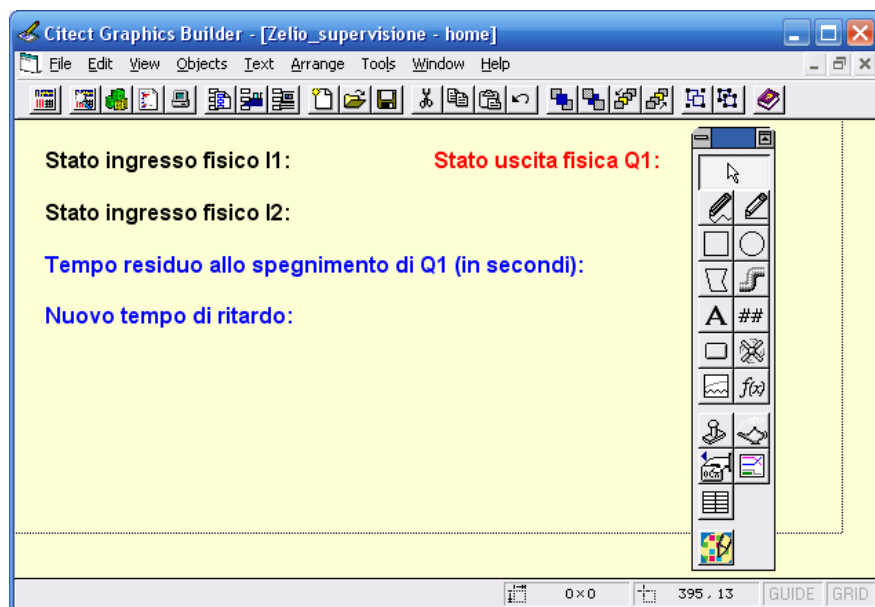 Citect Graphics Builder - [Zelio_supervisione - home]
File Edit View Objects Text Arrange Tools Window Help
Stato ingresso fisico I1: Stato uscita fisica Q1:
Stato ingresso fisico I2:
Tempo residuo allo spegnimento di Q1 (in secondi):
Nuovo tempo di ritardo:
A ##
f(x)
0×0 395,13 GUIDE GRID